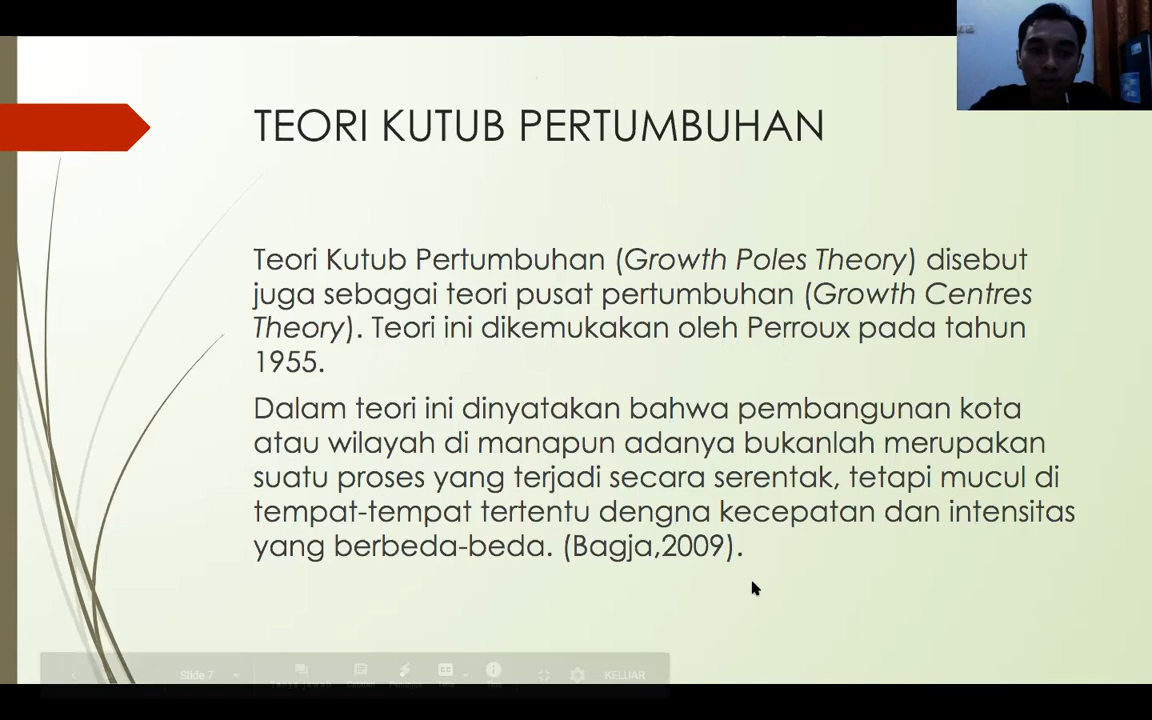 TEORI KUTUB PERTUMBUHAN
Teori Kutub Pertumbuhan (Growth Poles Theory) disebut
juga sebagai teori pusat pertumbuhan (Growth Centres
Theory). Teori ini dikemukakan oleh Perroux pada tahun
1955.
Dalam teori ini dinyatakan bahwa pembangunan kota
atau wilayah di manapun adanya bukanlah merupakan
suatu proses yang terjadi secara serentak, tetapi mucul di
tempat-tempat tertentu dengna kecepatan dan intensitas
yang berbeda-beda. (Bagja,2009).
Slide 7 KELUAR